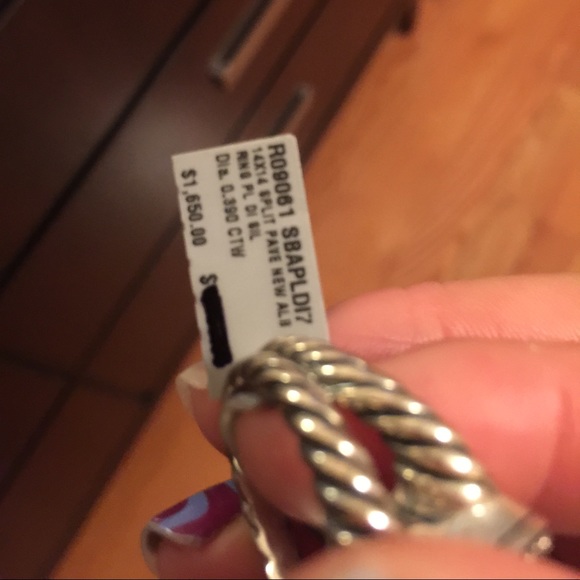 R09061 SBAPLDI7
14X14 SPLIT PAVE NEW ALB
RING PL DI SIL
Dia. 0.390 CTW
$1,650.00 $